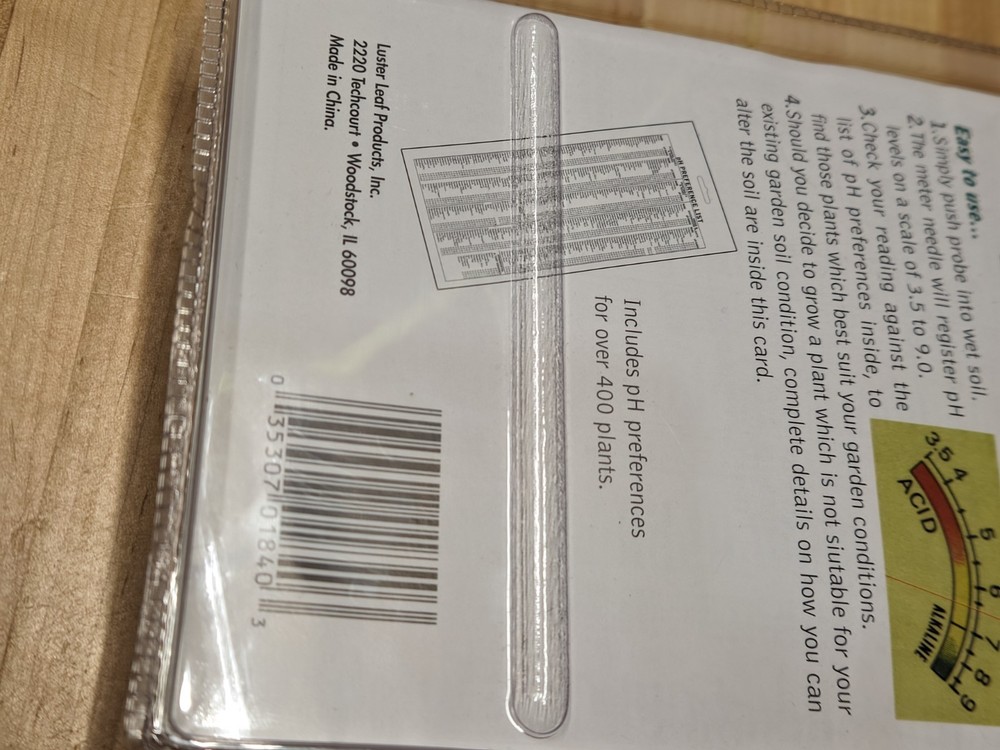 Easy to use...
1.Simply push probe into wet soil.
2.The meter needle will register pH
levels on a scale of 3.5 to 9.0.
3.Check your reading against the
list of pH preferences inside, to
find those plants which best suit your garden conditions.
4.Should you decide to grow a plant which is not siutable for your
existing garden soil condition, complete details on how you can
alter the soil are inside this card.
3.5 4 5 6 7 8 9
ACID
ALKALINE
pH PREFERENCE LIST
Includes pH preferences
for over 400 plants.
Luster Leaf Products, Inc.
2220 Techcourt • Woodstock, IL 60098
Made in China.
0 35307 01840 3